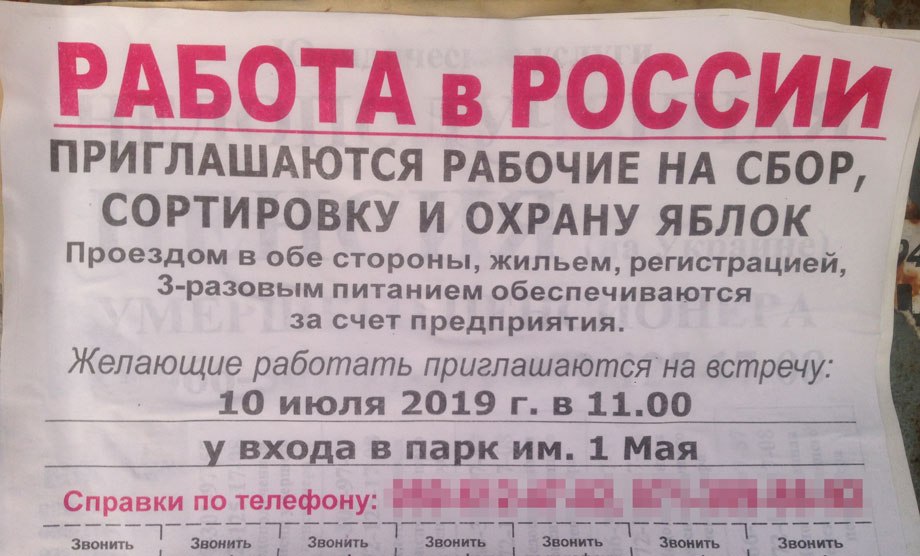 РАБОТА в РОССИИ
ПРИГЛАШАЮТСЯ РАБОЧИЕ НА СБОР,
СОРТИРОВКУ И ОХРАНУ ЯБЛОК
Проездом в обе стороны, жильем, регистрацией,
3-разовым питанием обеспечиваются
за счет предприятия.
Желающие работать приглашаются на встречу:
10 июля 2019 г. в 11.00
у входа в парк им. 1 Мая
Справки по телефону:
Звонить Звонить Звонить Звонить Звонить Звонить Звонить